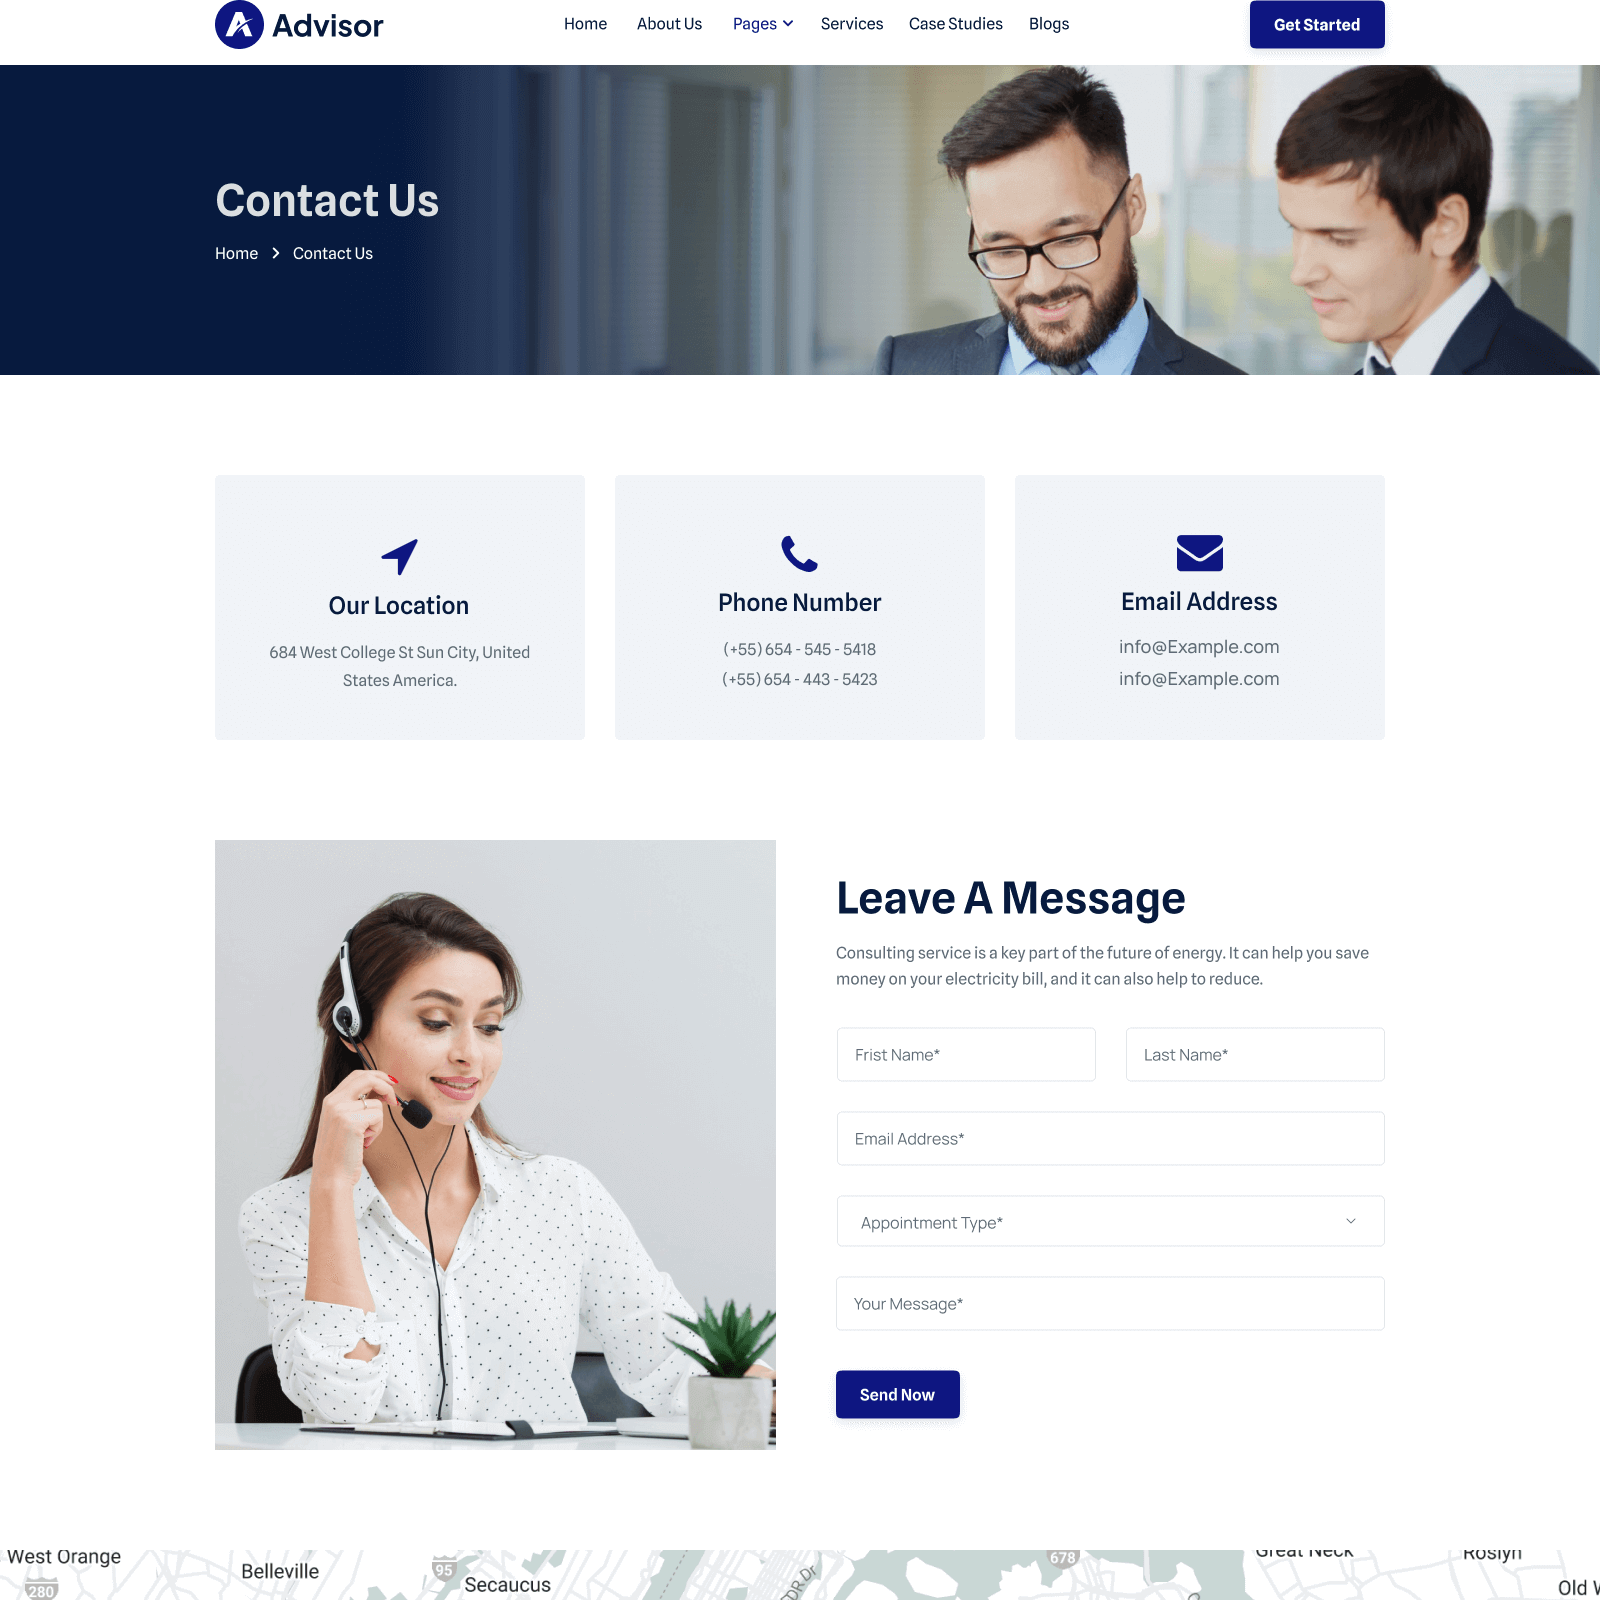 Advisor
Home About Us Pages Services Case Studies Blogs
Get Started
Contact Us
Home Contact Us
Our Location
684 West College St Sun City, United
States America.
Phone Number
(+55) 654 - 545 - 5418
(+55) 654 - 443 - 5423
Email Address
info@Example.com
info@Example.com
Leave A Message
Consulting service is a key part of the future of energy. It can help you save
money on your electricity bill, and it can also help to reduce.
Frist Name*
Last Name*
Email Address*
Appointment Type*
Your Message*
Send Now
West Orange
280
Belleville
95
Secaucus
DR Dr
678
Great Neck
Roslyn
Old